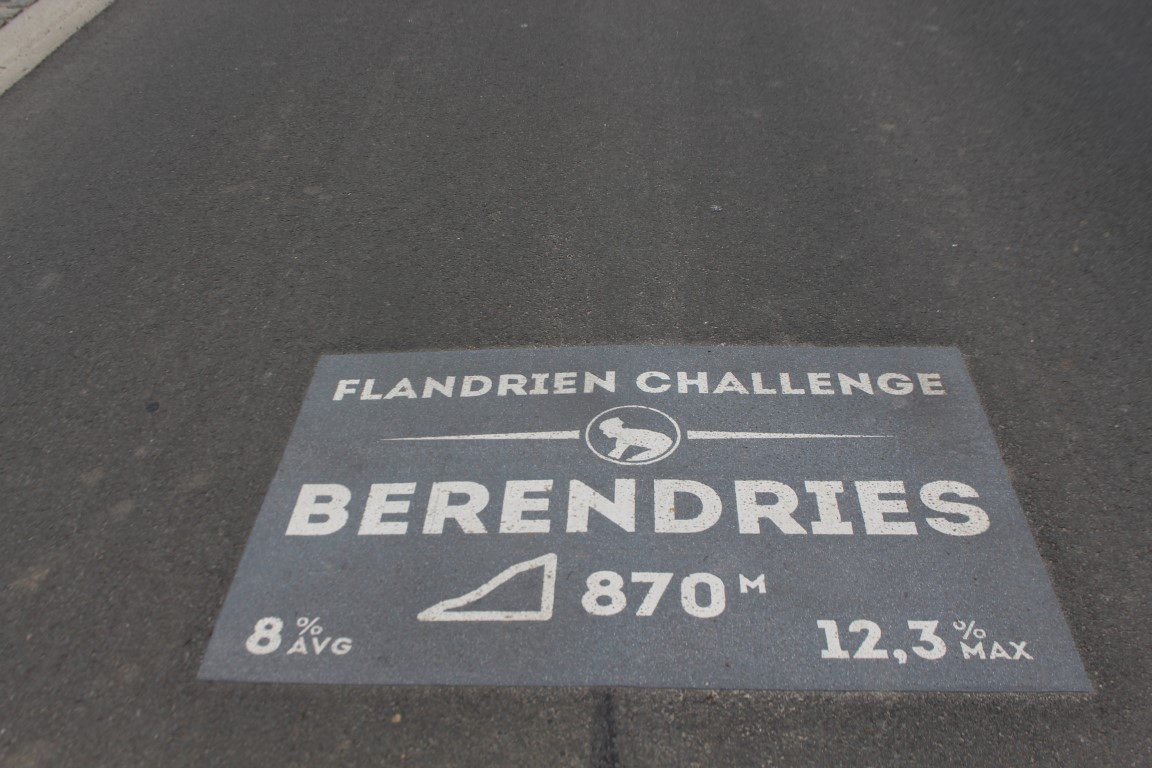 FLANDRIEN CHALLENGE
BERENDRIES
870 M
8 % AVG
12,3 % MAX